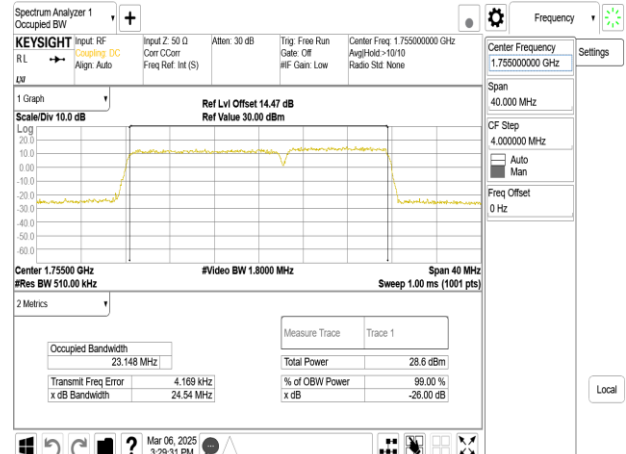 Spectrum Analyzer 1
Occupied BW
Frequency
KEYSIGHT
RL
LXI
Input: RF
Coupling: DC
Align: Auto
Input Z: 50 Ω
Corr CCorr
Freq Ref: Int (S)
Atten: 30 dB
Trig: Free Run
Gate: Off
#IF Gain: Low
Center Freq: 1.755000000 GHz
Avg|Hold:>10/10
Radio Std: None
Center Frequency
1.755000000 GHz
Settings
Span
40.000 MHz
CF Step
4.000000 MHz
Auto
Man
Freq Offset
0 Hz
Local
1 Graph
Scale/Div 10.0 dB
Ref Lvl Offset 14.47 dB
Ref Value 30.00 dBm
Log
20.0
10.0
0.00
-10.0
-20.0
-30.0
-40.0
-50.0
-60.0
Center 1.75500 GHz
#Video BW 1.8000 MHz
Span 40 MHz
#Res BW 510.00 kHz
Sweep 1.00 ms (1001 pts)
2 Metrics
Measure Trace
Trace 1
Occupied Bandwidth
23.148 MHz
Total Power
28.6 dBm
Transmit Freq Error
4.169 kHz
% of OBW Power
99.00 %
x dB Bandwidth
24.54 MHz
x dB
-26.00 dB
?
Mar 06, 2025
3:29:31 PM